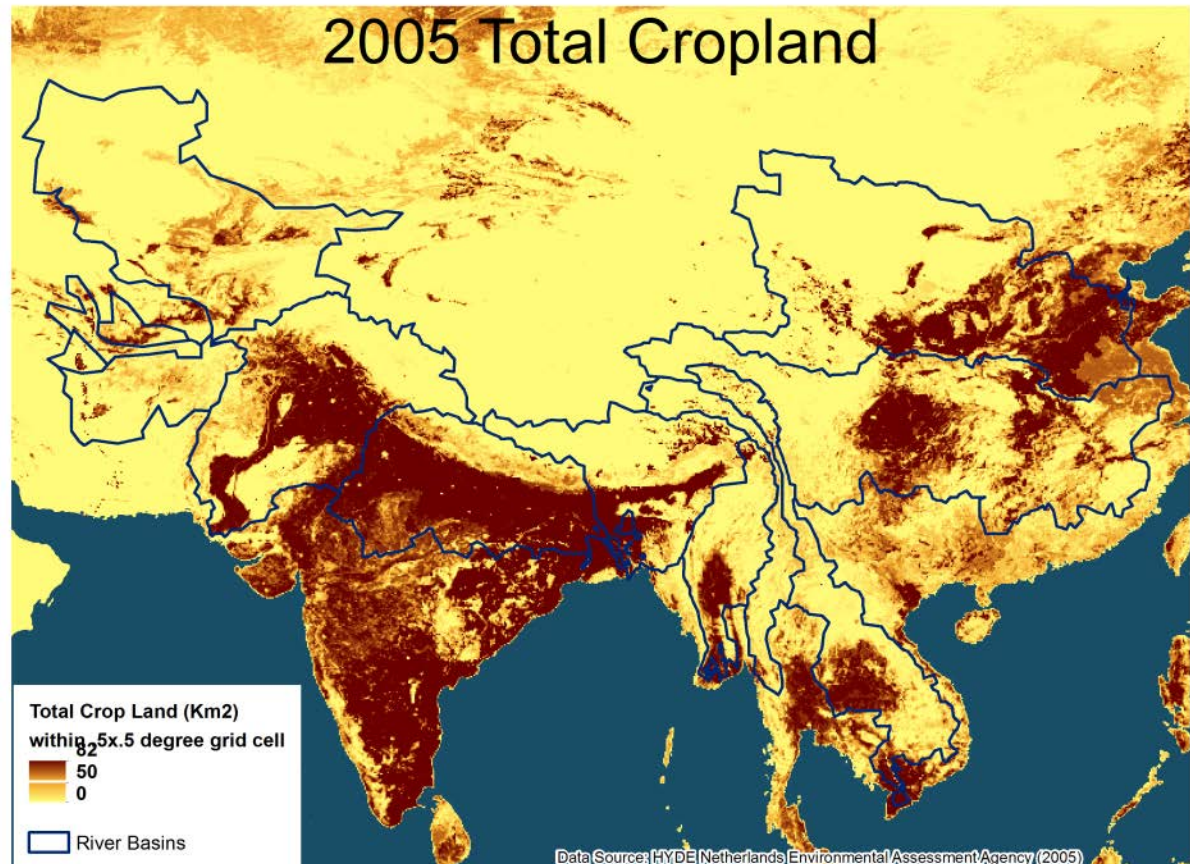 2005 Total Cropland
Total Crop Land (Km2)
within .5x.5 degree grid cell
82
50
0
River Basins
Data Source: HYDE Netherlands Environmental Assessment Agency (2005)